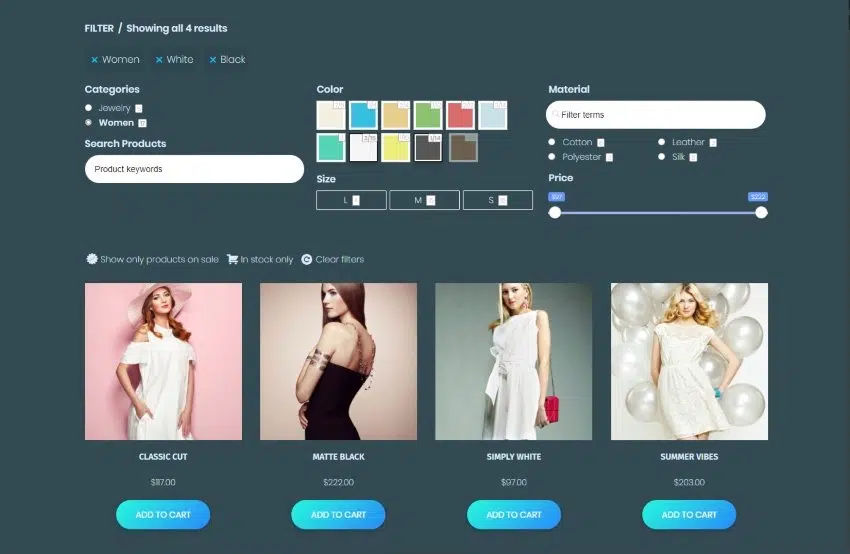 FILTER / Showing all 4 results
× Women × White × Black
Categories
Jewelry
Women
Search Products
Product keywords
Color
Size
L
M
S
Material
Filter terms
Cotton
Leather
Polyester
Silk
Price
$97
$222
Show only products on sale
In stock only
Clear filters
CLASSIC CUT
$117.00
ADD TO CART
MATTE BLACK
$222.00
ADD TO CART
SIMPLY WHITE
$97.00
ADD TO CART
SUMMER VIBES
$203.00
ADD TO CART